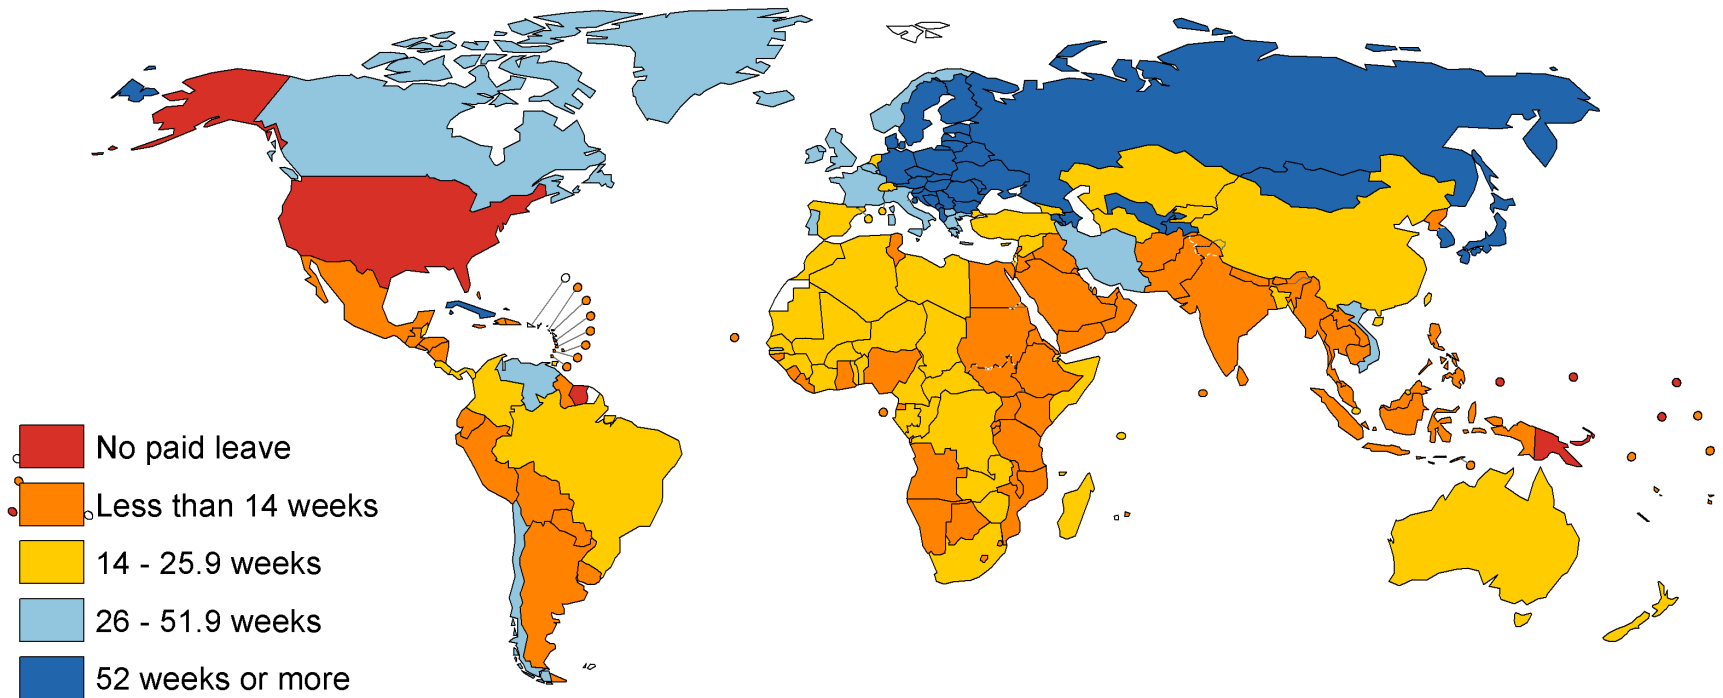 No paid leave
Less than 14 weeks
14 - 25.9 weeks
26 - 51.9 weeks
52 weeks or more